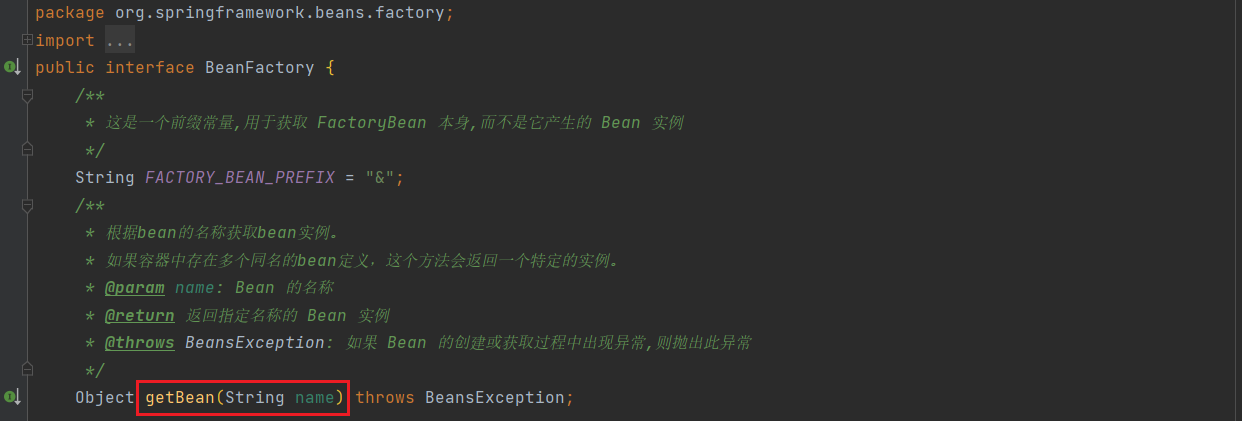 package org.springframework.beans.factory;
import ...
public interface BeanFactory {
/**
* 这是一个前缀常量,用于获取 FactoryBean 本身,而不是它产生的 Bean 实例
*/
String FACTORY_BEAN_PREFIX = "&";
/**
* 根据bean的名称获取bean实例。
* 如果容器中存在多个同名的bean定义，这个方法会返回一个特定的实例。
* @param name: Bean 的名称
* @return 返回指定名称的 Bean 实例
* @throws BeansException: 如果 Bean 的创建或获取过程中出现异常,则抛出此异常
*/
Object getBean(String name) throws BeansException;